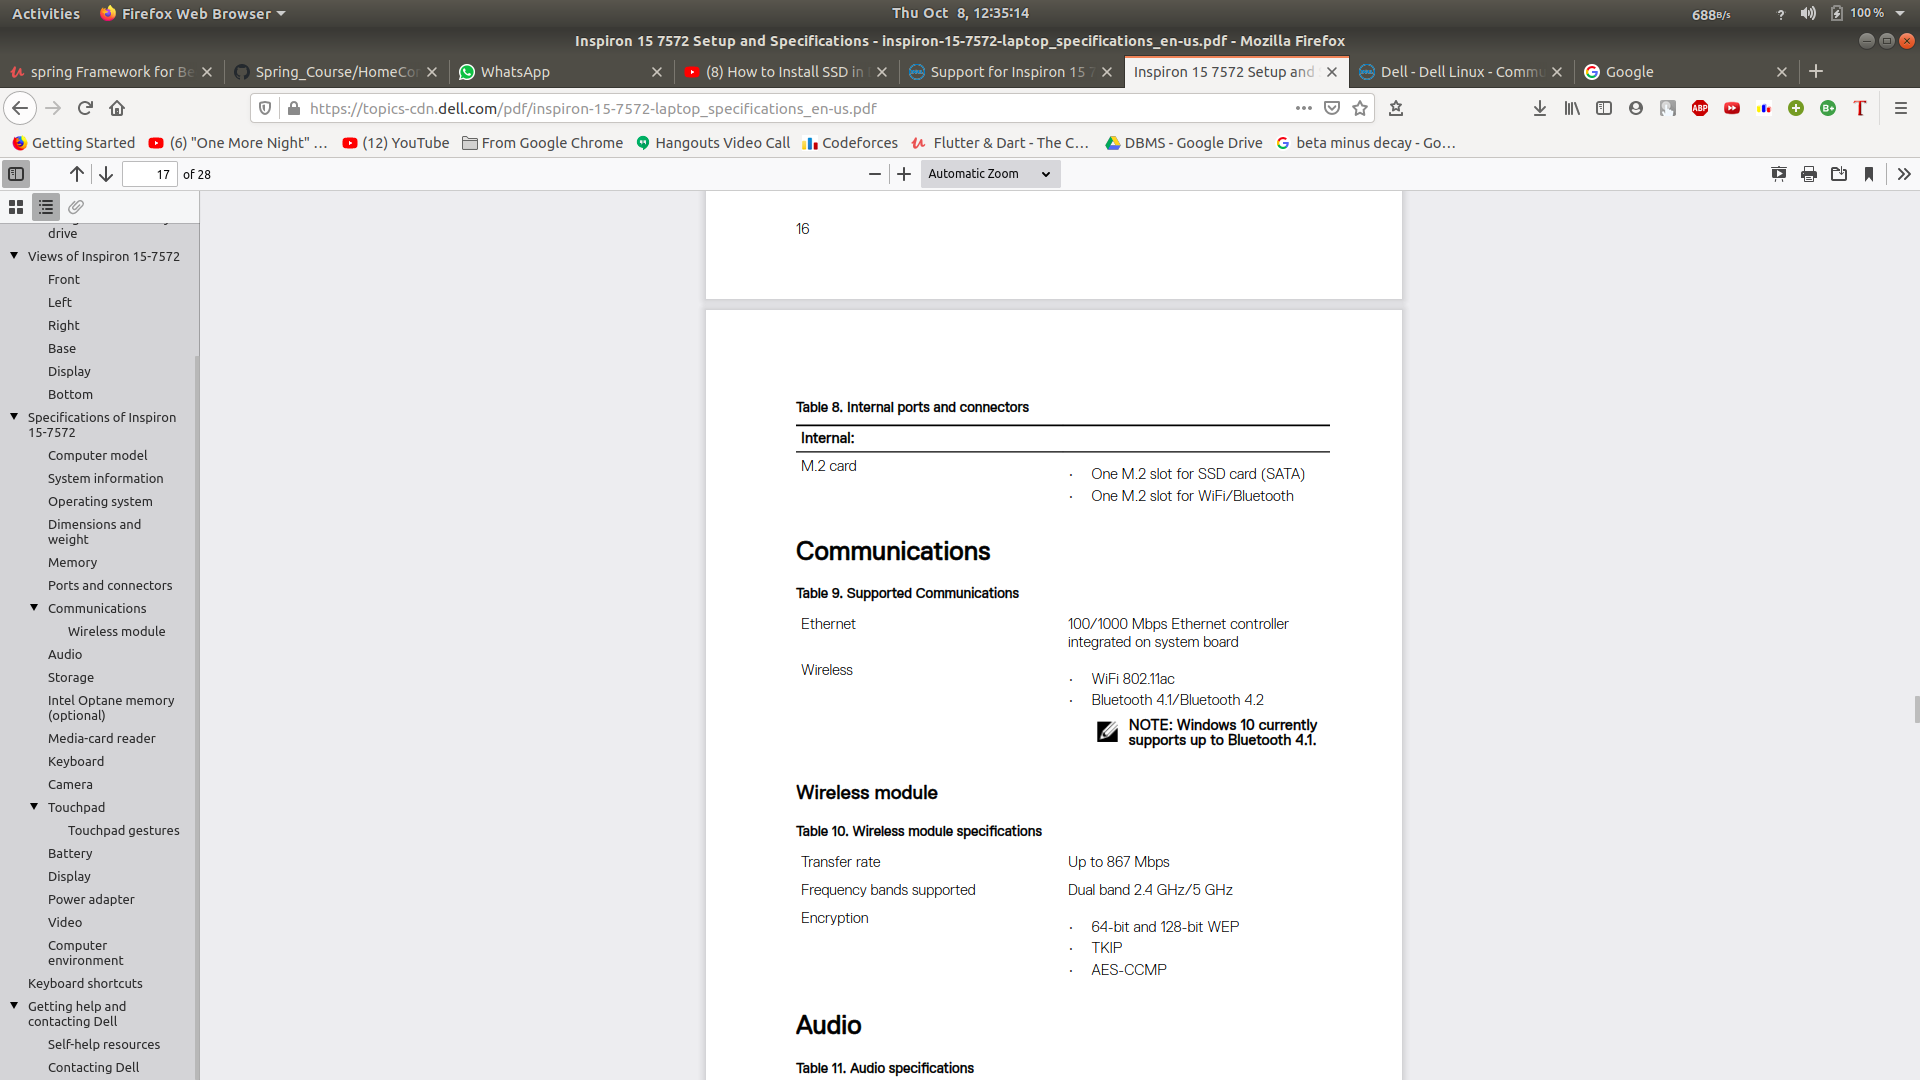 Activities
Firefox Web Browser
Thu Oct 8, 12:35:14
688B/s
?
100 %
Inspiron 15 7572 Setup and Specifications - inspiron-15-7572-laptop_specifications_en-us.pdf - Mozilla Firefox
spring Framework for Be
Spring_Course/HomeCor
WhatsApp
(8) How to Install SSD in
Support for Inspiron 15 7
Inspiron 15 7572 Setup and
Dell - Dell Linux - Commu
Google
https://topics-cdn.dell.com/pdf/inspiron-15-7572-laptop_specifications_en-us.pdf
Getting Started
(6) "One More Night" ...
(12) YouTube
From Google Chrome
Hangouts Video Call
Codeforces
Flutter & Dart - The C...
DBMS - Google Drive
beta minus decay - Go...
17 of 28
Automatic Zoom
drive
Views of Inspiron 15-7572
Front
Left
Right
Base
Display
Bottom
Specifications of Inspiron
15-7572
Computer model
System information
Operating system
Dimensions and
weight
Memory
Ports and connectors
Communications
Wireless module
Audio
Storage
Intel Optane memory
(optional)
Media-card reader
Keyboard
Camera
Touchpad
Touchpad gestures
Battery
Display
Power adapter
Video
Computer
environment
Keyboard shortcuts
Getting help and
contacting Dell
Self-help resources
Contacting Dell
16
Table 8. Internal ports and connectors
Internal:
M.2 card
· One M.2 slot for SSD card (SATA)
· One M.2 slot for WiFi/Bluetooth
Communications
Table 9. Supported Communications
Ethernet
100/1000 Mbps Ethernet controller
integrated on system board
Wireless
· WiFi 802.11ac
· Bluetooth 4.1/Bluetooth 4.2
NOTE: Windows 10 currently
supports up to Bluetooth 4.1.
Wireless module
Table 10. Wireless module specifications
Transfer rate
Up to 867 Mbps
Frequency bands supported
Dual band 2.4 GHz/5 GHz
Encryption
· 64-bit and 128-bit WEP
· TKIP
· AES-CCMP
Audio
Table 11. Audio specifications